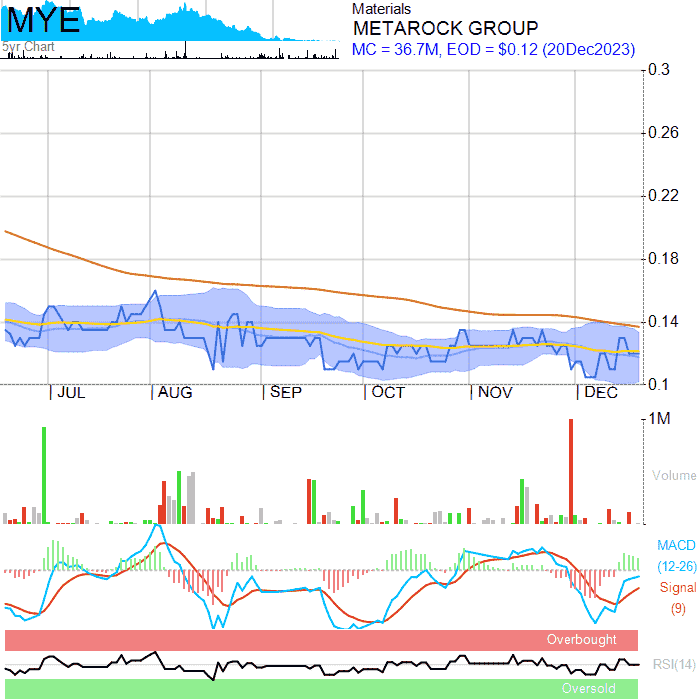 MYE
5yr Chart
Materials
METAROCK GROUP
MC = 36.7M, EOD = $0.12 (20Dec2023)
0.3
0.26
0.22
0.18
0.14
0.1
JUL AUG SEP OCT NOV DEC
1M
Volume
MACD
(12-26)
Signal
(9)
Overbought
RSI(14)
Oversold